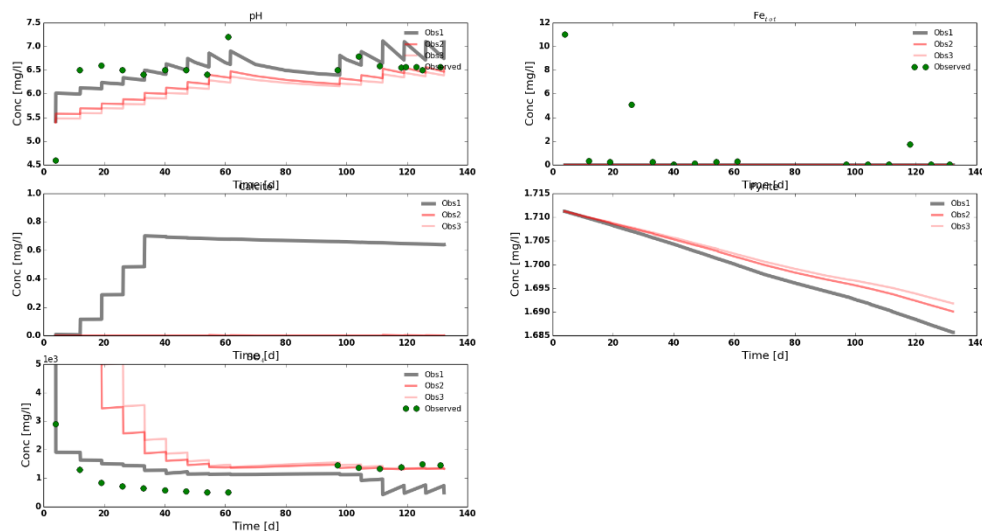 pH
Conc [mg/l]
7.5
7.0
6.5
6.0
5.5
5.0
4.5
Obs1
Obs2
Obs3
Observed
0 20 40 60 80 100 120 140
Time [d]
Fe_tot
Conc [mg/l]
12
10
8
6
4
2
0
Obs1
Obs2
Obs3
Observed
0 20 40 60 80 100 120 140
Time [d]
Calcite
Conc [mg/l]
1.0
0.8
0.6
0.4
0.2
0.0
Obs1
Obs2
Obs3
0 20 40 60 80 100 120 140
Time [d]
Pyrite
Conc [mg/l]
1.715
1.710
1.705
1.700
1.695
1.690
1.685
Obs1
Obs2
Obs3
0 20 40 60 80 100 120 140
Time [d]
1e3
Conc [mg/l]
5
4
3
2
1
0
Obs1
Obs2
Obs3
Observed
0 20 40 60 80 100 120 140
Time [d]